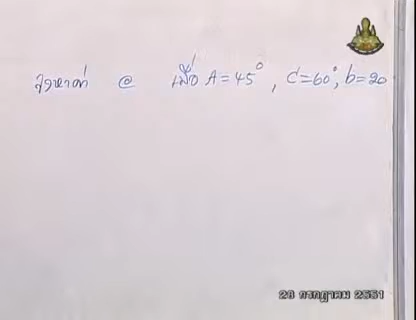 จงหาค่า a เมื่อ A = 45°, C = 60°, b = 20
28 กรกฎาคม 2551